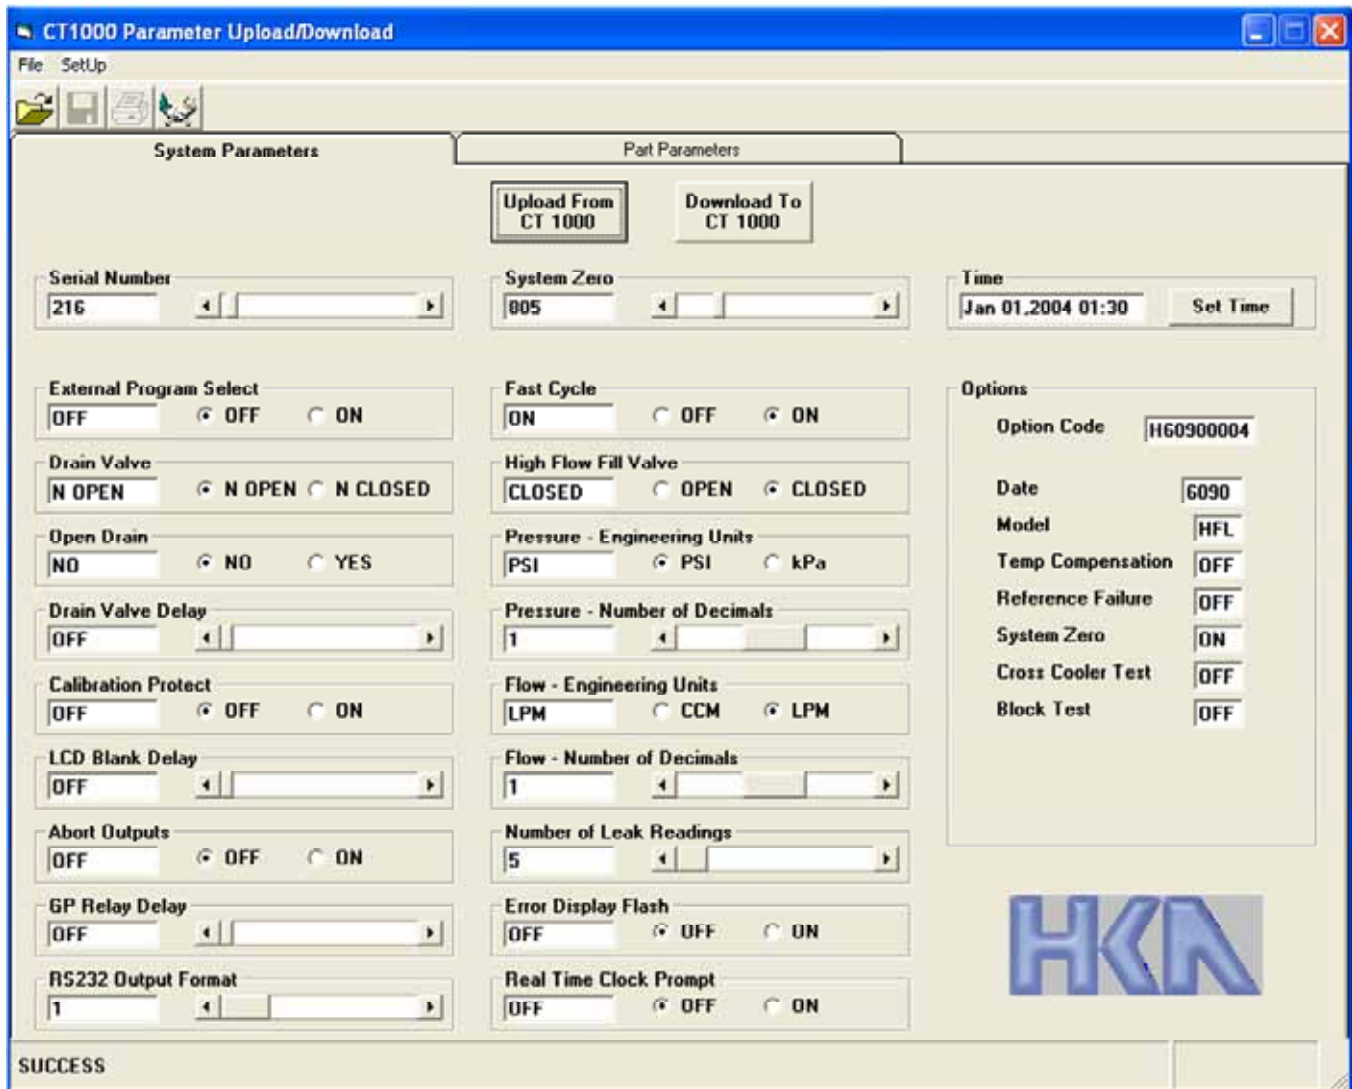 CT1000 Parameter Upload/Download
File SetUp
System Parameters Part Parameters
Upload From CT 1000
Download To CT 1000
Serial Number
216
System Zero
805
Time
Jan 01,2004 01:30 Set Time
External Program Select
OFF OFF ON
Drain Valve
N OPEN N OPEN N CLOSED
Open Drain
NO NO YES
Drain Valve Delay
OFF
Calibration Protect
OFF OFF ON
LCD Blank Delay
OFF
Abort Outputs
OFF OFF ON
GP Relay Delay
OFF
RS232 Output Format
1
Fast Cycle
ON OFF ON
High Flow Fill Valve
CLOSED OPEN CLOSED
Pressure - Engineering Units
PSI PSI kPa
Pressure - Number of Decimals
1
Flow - Engineering Units
LPM CCM LPM
Flow - Number of Decimals
1
Number of Leak Readings
5
Error Display Flash
OFF OFF ON
Real Time Clock Prompt
OFF OFF ON
Options
Option Code H60900004
Date 6090
Model HFL
Temp Compensation OFF
Reference Failure OFF
System Zero ON
Cross Cooler Test OFF
Block Test OFF
HKA
SUCCESS